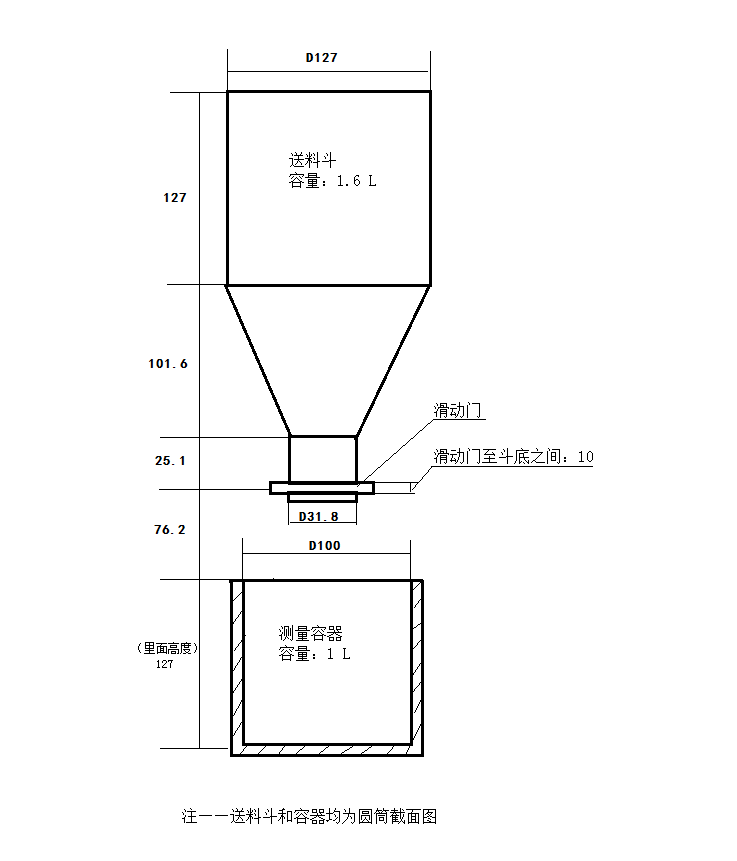 D127
送料斗
容量：1.6 L
127
101.6
滑动门
25.1
滑动门至斗底之间：10
D31.8
76.2
D100
测量容器
容量：1 L
（里面高度）
127
注——送料斗和容器均为圆筒截面图